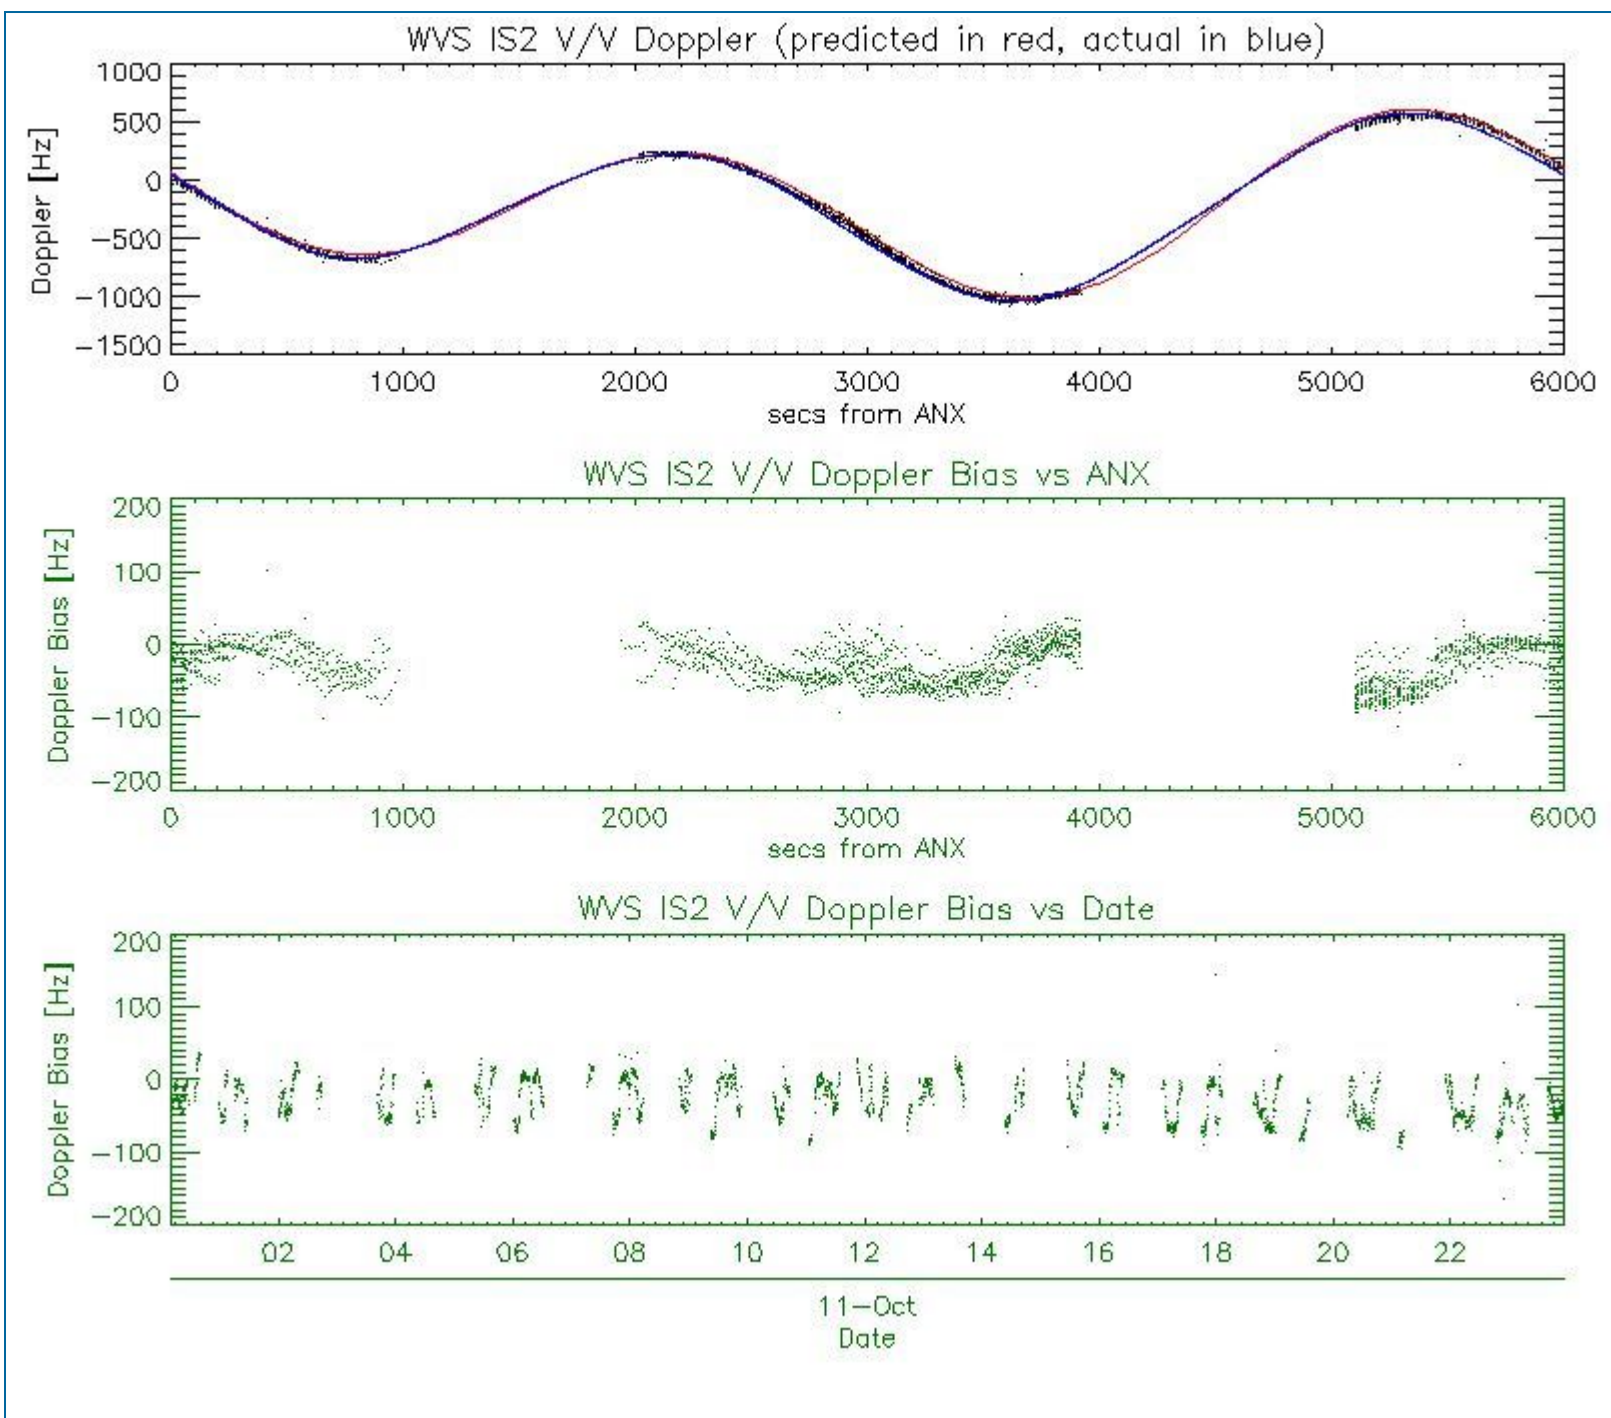 WVS IS2 V/V Doppler (predicted in red, actual in blue)
1000
500
0
−500
−1000
−1500
Doppler [Hz]
0 1000 2000 3000 4000 5000 6000
secs from ANX
WVS IS2 V/V Doppler Bias vs ANX
200
100
0
−100
−200
Doppler Bias [Hz]
0 1000 2000 3000 4000 5000 6000
secs from ANX
WVS IS2 V/V Doppler Bias vs Date
200
100
0
−100
−200
Doppler Bias [Hz]
02 04 06 08 10 12 14 16 18 20 22
11−Oct
Date